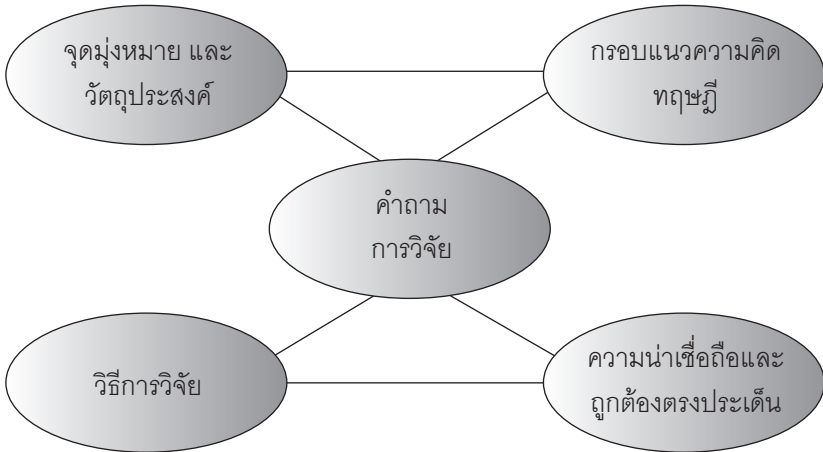 จุดมุ่งหมาย และ
วัตถุประสงค์
กรอบแนวความคิด
ทฤษฎี
คำถาม
การวิจัย
วิธีการวิจัย
ความน่าเชื่อถือและ
ถูกต้องตรงประเด็น